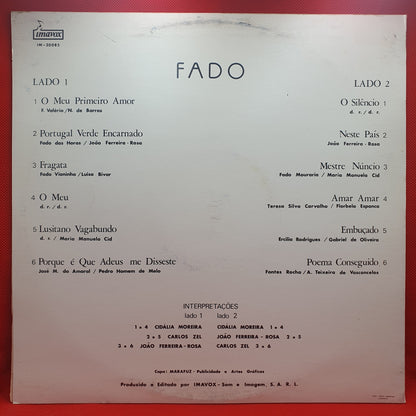 imavox
IM-30085
FADO
LADO 1
1 O Meu Primeiro Amor
F. Valério / N. de Barros
2 Portugal Verde Encarnado
Fado das Horas / João Ferreira-Rosa
3 Fragata
Fado Vianinha / Luisa Bivar
4 O Meu
d. r. / d. r.
5 Lusitano Vagabundo
d. r. / Maria Manuela Cid
6 Porque é Que Adeus me Disseste
José M. do Amaral / Pedro Homem de Melo
LADO 2
O Silêncio 1
d. r. / d. r.
Neste País 2
João Ferreira-Rosa
Mestre Núncio 3
Fado Mouraria / Maria Manuela Cid
Amar Amar 4
Teresa Silva Carvalho / Florbela Espanca
Embuçado 5
Ercília Rodrigues / Gabriel de Oliveira
Poema Conseguido 6
Fontes Rocha / A. Teixeira de Vasconcelos
INTERPRETAÇÕES
lado 1 lado 2
1 e 4 CIDÁLIA MOREIRA CIDÁLIA MOREIRA 1 e 4
2 e 5 CARLOS ZEL JOÃO FERREIRA-ROSA 2 e 5
3 e 6 JOÃO FERREIRA-ROSA CARLOS ZEL 3 e 6
Capa: MARAFUZ - Publicidade e Artes Gráficas
Produzido e Editado por IMAVOX - Som e Imagem, S. A. R. L.